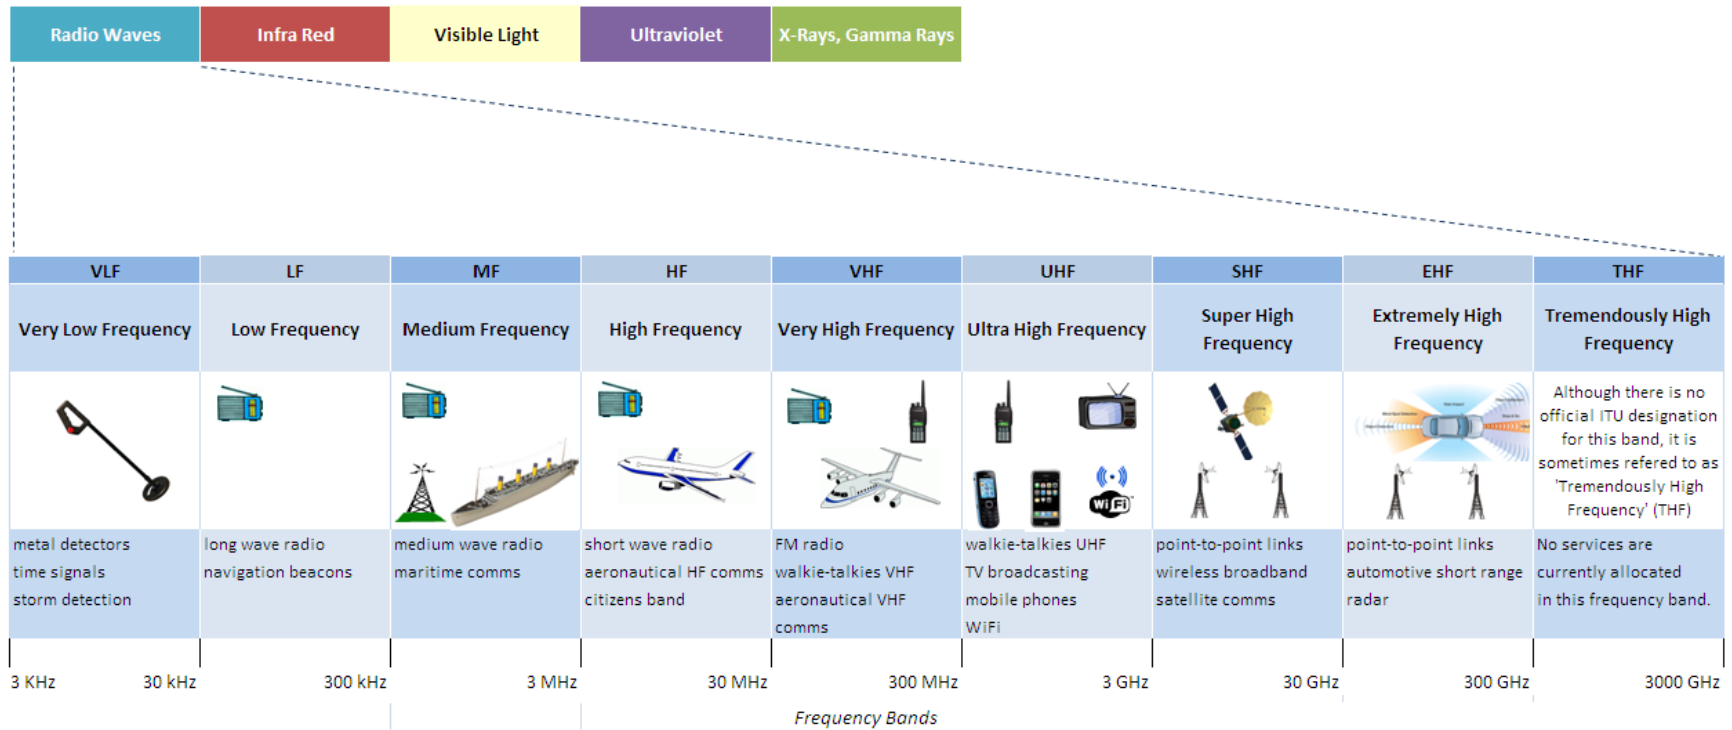 Radio Waves
Infra Red
Visible Light
Ultraviolet
X-Rays, Gamma Rays
VLF
LF
MF
HF
VHF
UHF
SHF
EHF
THF
Very Low Frequency
Low Frequency
Medium Frequency
High Frequency
Very High Frequency
Ultra High Frequency
Super High
Frequency
Extremely High
Frequency
Tremendously High
Frequency
WiFi
Although there is no
official ITU designation
for this band, it is
sometimes refered to as
'Tremendously High
Frequency' (THF)
metal detectors
time signals
storm detection
long wave radio
navigation beacons
medium wave radio
maritime comms
short wave radio
aeronautical HF comms
citizens band
FM radio
walkie-talkies VHF
aeronautical VHF
comms
walkie-talkies UHF
TV broadcasting
mobile phones
WiFi
point-to-point links
wireless broadband
satellite comms
point-to-point links
automotive short range
radar
No services are
currently allocated
in this frequency band.
3 KHz
30 kHz
300 kHz
3 MHz
30 MHz
300 MHz
3 GHz
30 GHz
300 GHz
3000 GHz
Frequency Bands